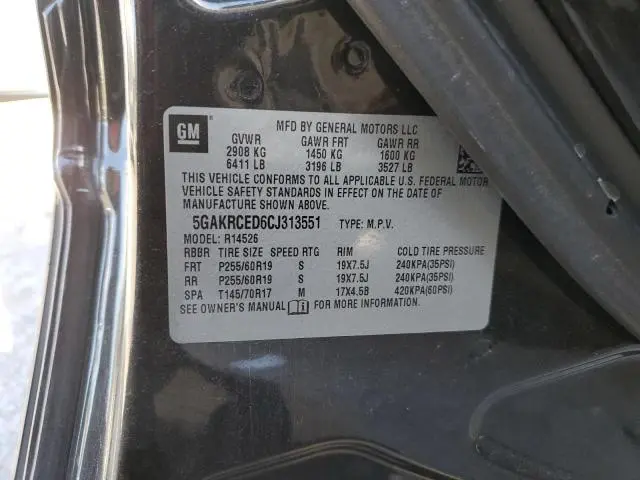 GM
MFD BY GENERAL MOTORS LLC
GVWR GAWR FRT GAWR RR
2908 KG 1450 KG 1600 KG
6411 LB 3196 LB 3527 LB
THIS VEHICLE CONFORMS TO ALL APPLICABLE U.S. FEDERAL MOTOR
VEHICLE SAFETY STANDARDS IN EFFECT ON THE DATE OF
MANUFACTURE SHOWN ABOVE.
5GAKRCED6CJ313551 TYPE: M.P.V.
MODEL: R14526
RBBR TIRE SIZE SPEED RTG RIM COLD TIRE PRESSURE
FRT P255/60R19 S 19X7.5J 240KPA(35PSI)
RR P255/60R19 S 19X7.5J 240KPA(35PSI)
SPA T145/70R17 M 17X4.5B 420KPA(60PSI)
SEE OWNER'S MANUAL FOR MORE INFORMATION